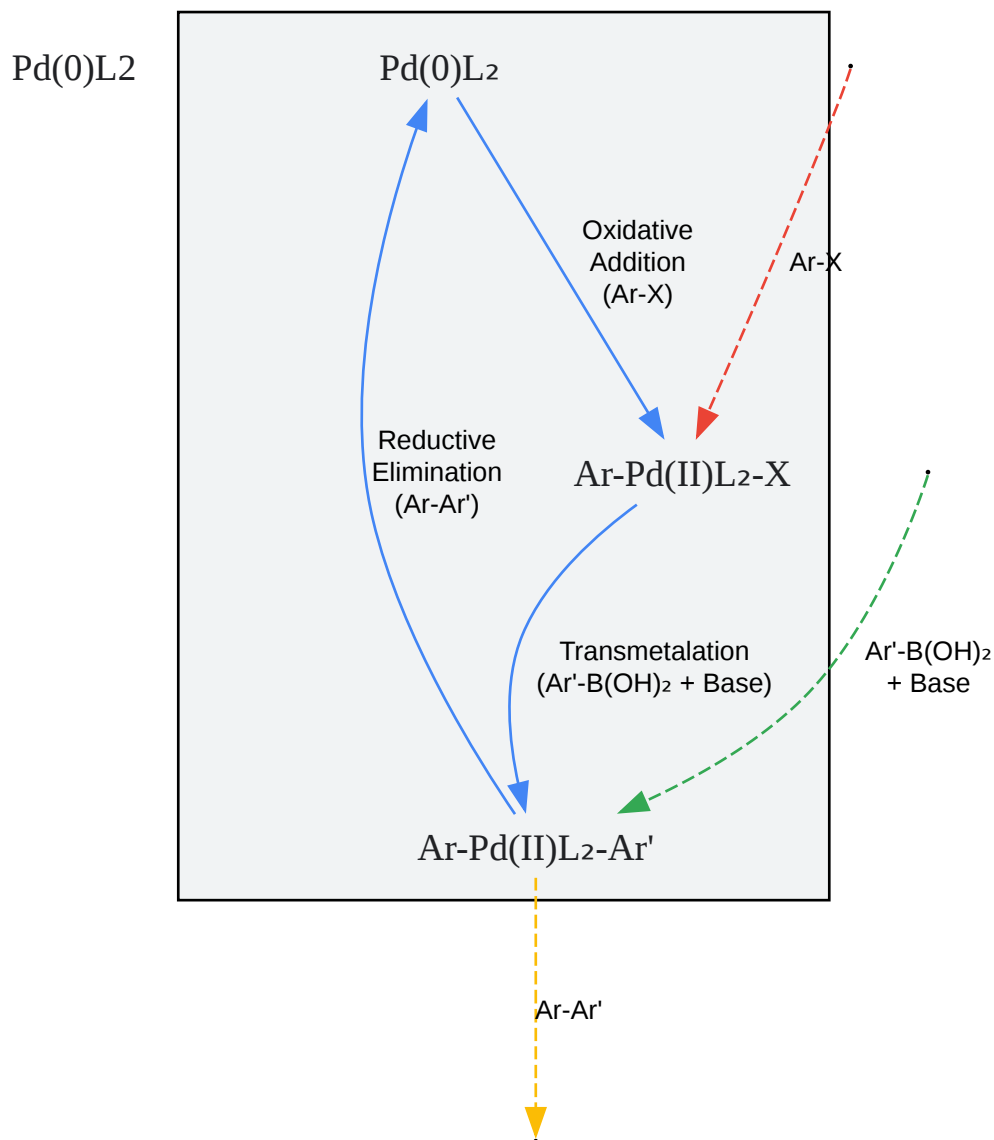 Pd(0)L2
Pd(0)L₂
Oxidative
Addition
(Ar-X)
Ar-X
Reductive
Elimination
(Ar-Ar')
Ar-Pd(II)L₂-X
Transmetalation
(Ar'-B(OH)₂ + Base)
Ar'-B(OH)₂
+ Base
Ar-Pd(II)L₂-Ar'
Ar-Ar'